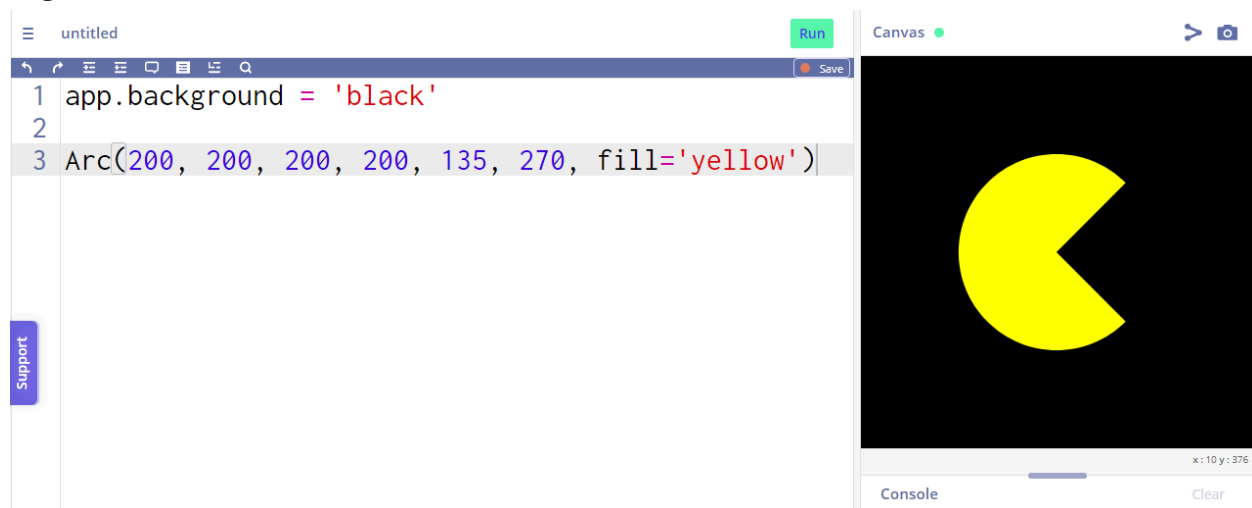 untitled
Run
Canvas
Save
1 app.background = 'black'
2
3 Arc(200, 200, 200, 200, 135, 270, fill='yellow')
Support
x : 10 y : 376
Console
Clear